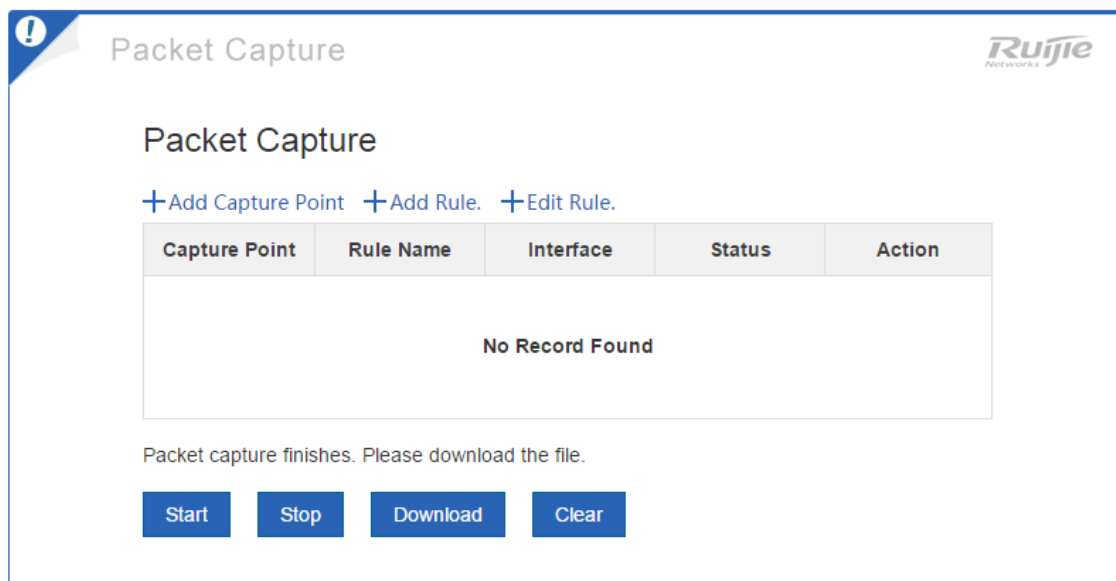 Packet Capture
Ruijie
Networks
Packet Capture
Add Capture Point Add Rule. Edit Rule.
Capture Point Rule Name Interface Status Action
No Record Found
Packet capture finishes. Please download the file.
Start Stop Download Clear